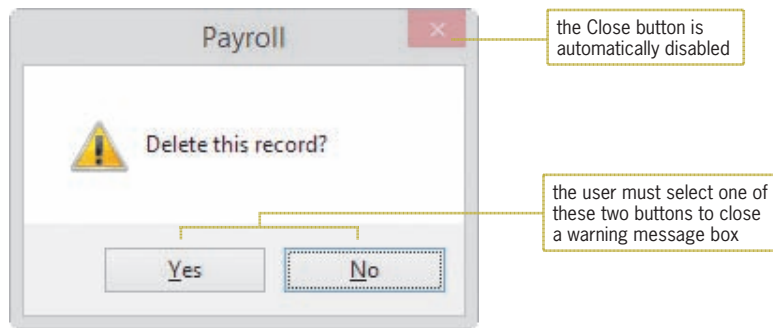 Payroll
the Close button is
automatically disabled
Delete this record?
the user must select one of
these two buttons to close
a warning message box
Yes
No